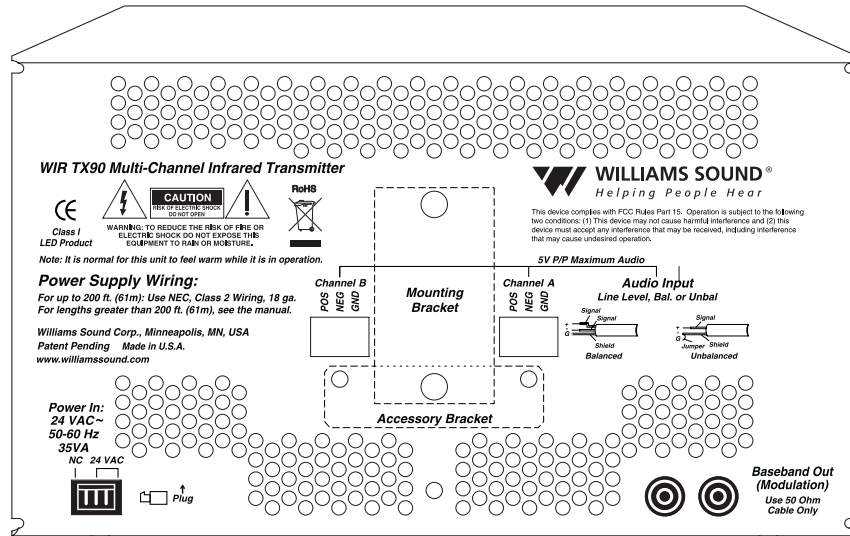 WIR TX90 Multi-Channel Infrared Transmitter
CE
Class I
LED Product
CAUTION
RISK OF ELECTRIC SHOCK
DO NOT OPEN
!
RoHS
WARNING: TO REDUCE THE RISK OF FIRE OR
ELECTRIC SHOCK DO NOT EXPOSE THIS
EQUIPMENT TO RAIN OR MOISTURE.
Note: It is normal for this unit to feel warm while it is in operation.
Power Supply Wiring:
For up to 200 ft. (61m): Use NEC, Class 2 Wiring, 18 ga.
For lengths greater than 200 ft. (61m), see the manual.
Williams Sound Corp., Minneapolis, MN, USA
Patent Pending Made in U.S.A.
www.williamssound.com
WILLIAMS SOUND®
Helping People Hear
This device complies with FCC Rules Part 15. Operation is subject to the following
two conditions: (1) This device may not cause harmful interference and (2) this
device must accept any interference that may be received, including interference
that may cause undesired operation.
5V P/P Maximum Audio
Channel B
POS
NEG
GND
Mounting
Bracket
Channel A
POS
NEG
GND
Audio Input
Line Level, Bal. or Unbal
Signal
Signal
+
-
G
Shield
Balanced
Signal
+
-
G
Jumper
Shield
Unbalanced
Accessory Bracket
Power In:
24 VAC~
50-60 Hz
35VA
NC 24 VAC
Plug
Baseband Out
(Modulation)
Use 50 Ohm
Cable Only